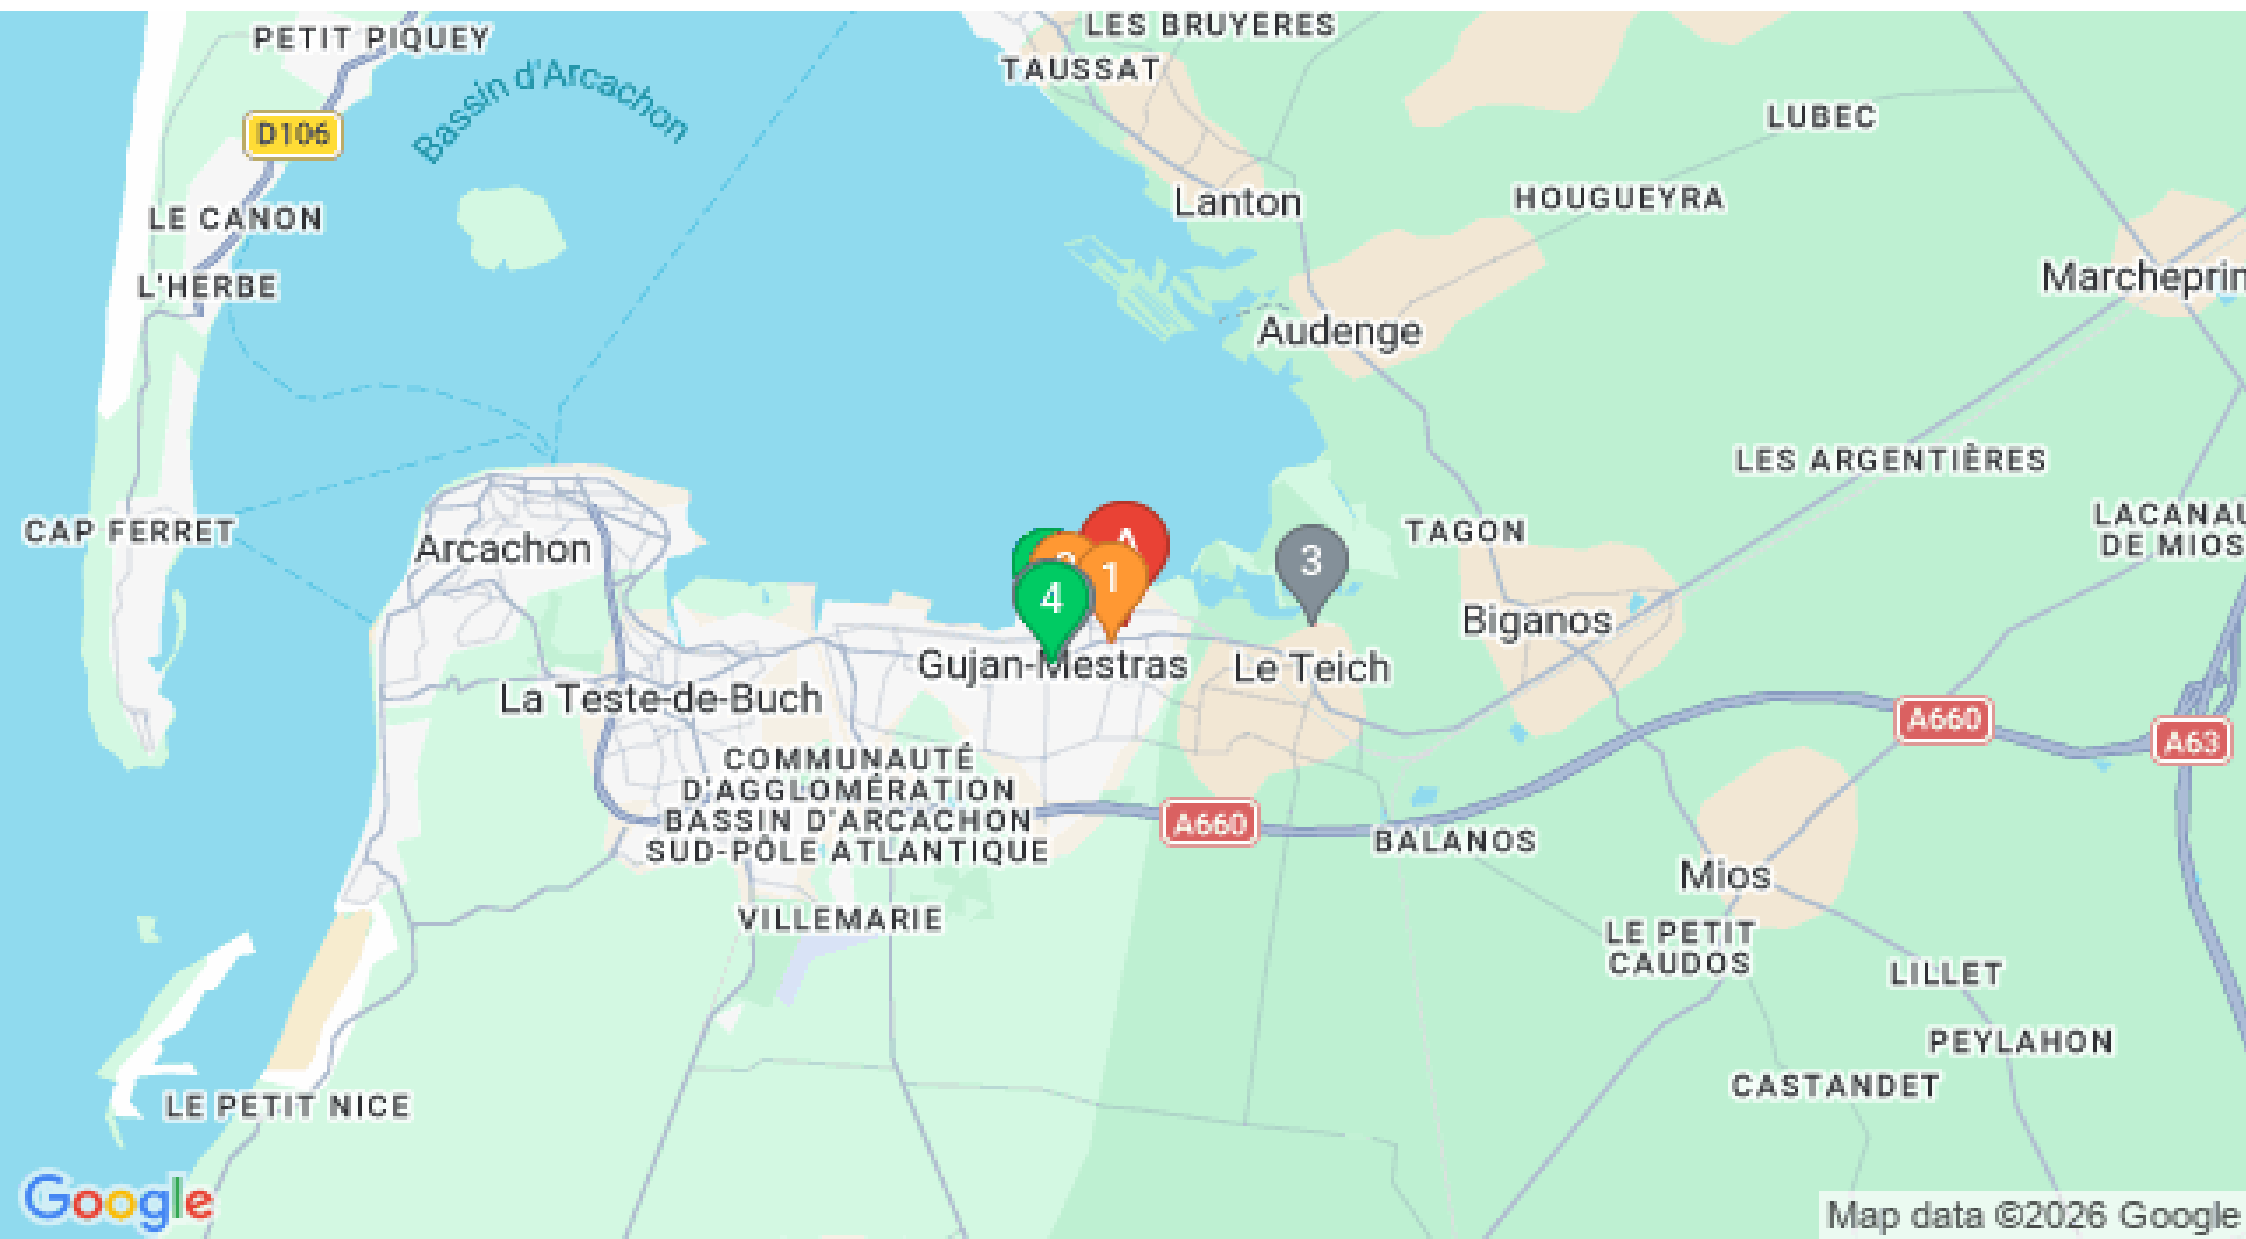 LES BRUYERES
PETIT PIQUEY
TAUSSAT
Bassin d'Arcachon
LUBEC
D106
Lanton
HOUGUEYRA
LE CANON
Marcheprin
L'HERBE
Audenge
LES ARGENTIÈRES
LACANAU
DE MIOS
CAP FERRET
TAGON
Arcachon
A
3
1
4
Biganos
Gujan-Mestras
Le Teich
La Teste-de-Buch
A660
A63
COMMUNAUTÉ
D'AGGLOMÉRATION
BASSIN D'ARCACHON
SUD-PÔLE ATLANTIQUE
A660
BALANOS
Mios
VILLEMARIE
LE PETIT
CAUDOS
LILLET
PEYLAHON
CASTANDET
LE PETIT NICE
Google
Map data ©2026 Google